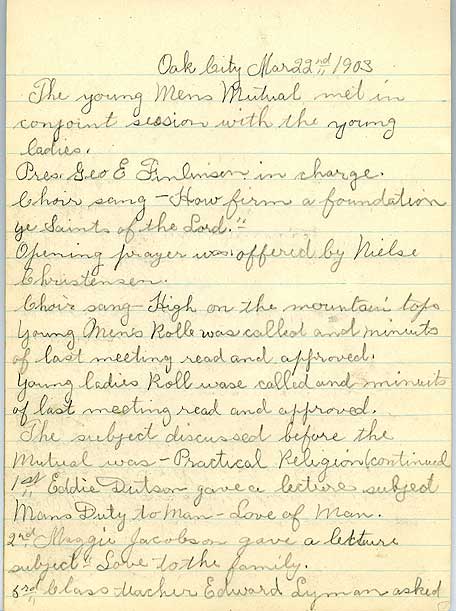 Oak City Mar 22nd 1903
The young Mens Mutual met in
conjoint session with the young
ladies.
Pres. Geo E Finlinson in charge.
Choir sang - How firm a foundation
ye Saints of the Lord."
Opening prayer was offered by Nielse
Christensen.
Choir sang - High on the mountain tops
Young Men's Rolle was called and minuits
of last meeting read and approved.
Young ladies Roll wase called and minuits
of last meeting read and approved.
The subject discussed before the
Mutual was - Practical Religion (continued
1st Eddie Dutson gave a lecture subject
Mans Duty to Man - Love of Man.
2nd Maggie Jacobson gave a lecture
subject - Love to the family.
3rd Class teacher Edward Lyman asked